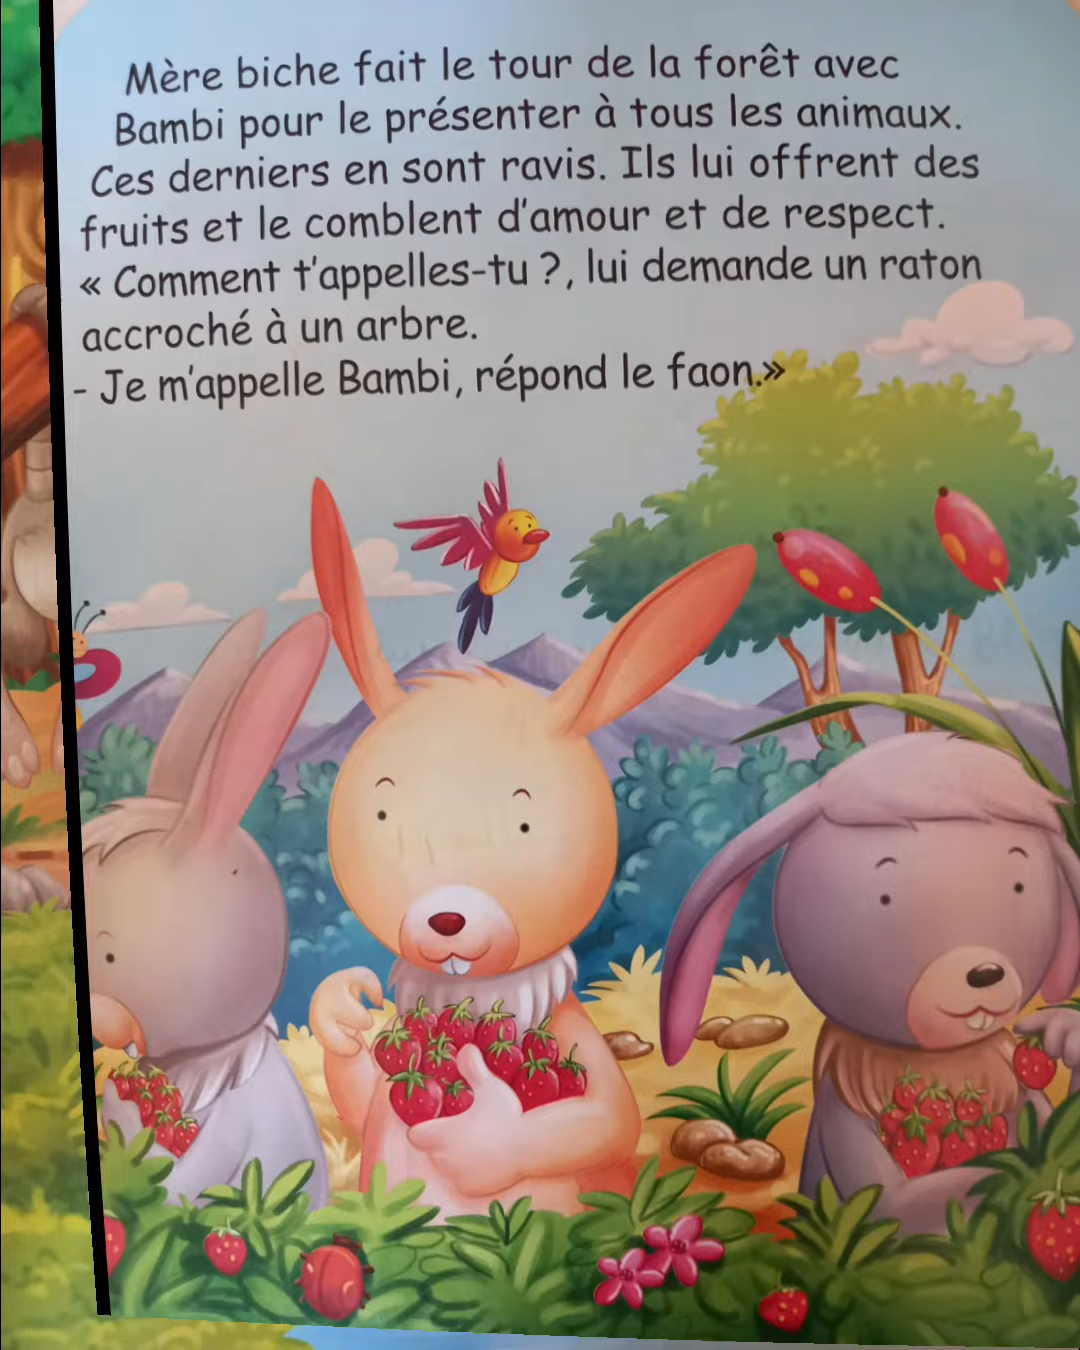 Mère biche fait le tour de la forêt avec
Bambi pour le présenter à tous les animaux.
Ces derniers en sont ravis. Ils lui offrent des
fruits et le comblent d'amour et de respect.
« Comment t'appelles-tu ?, lui demande un raton
accroché à un arbre.
- Je m'appelle Bambi, répond le faon.»